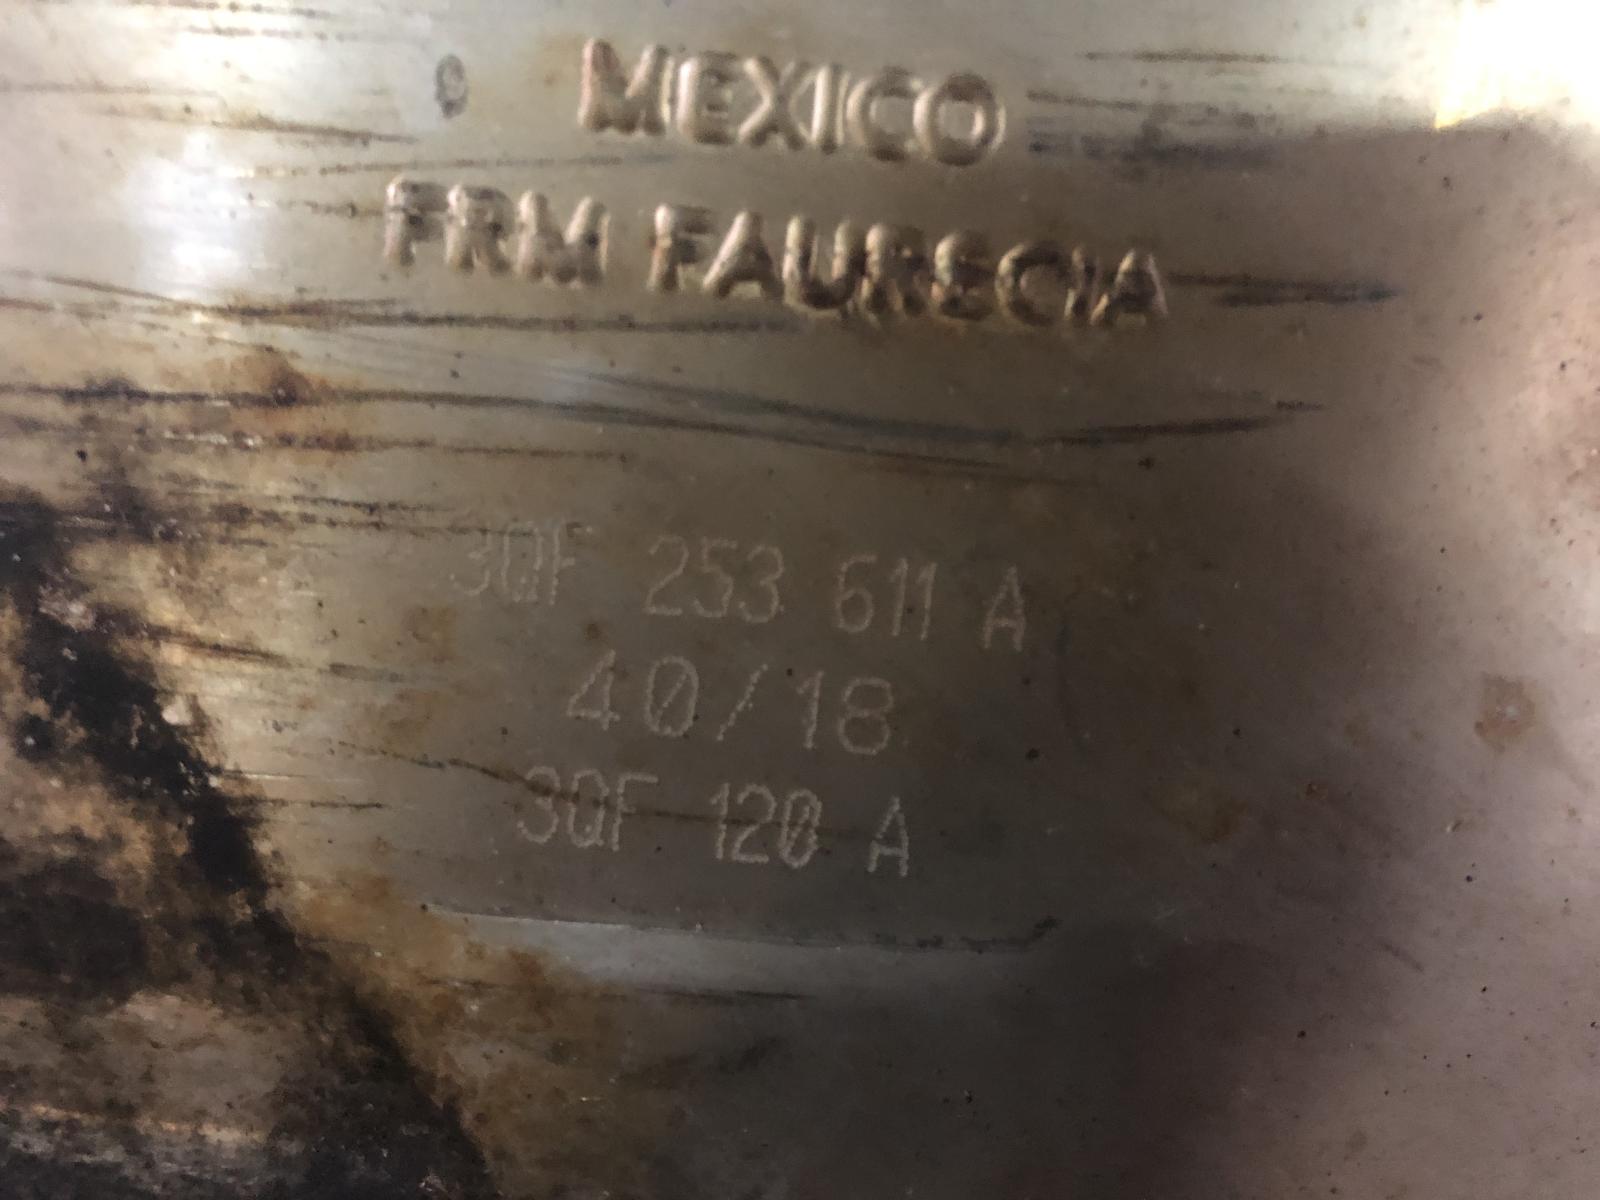 MEXICO
FRM FAURECIA
3QF 253 611 A
40/18
3QF 120 A